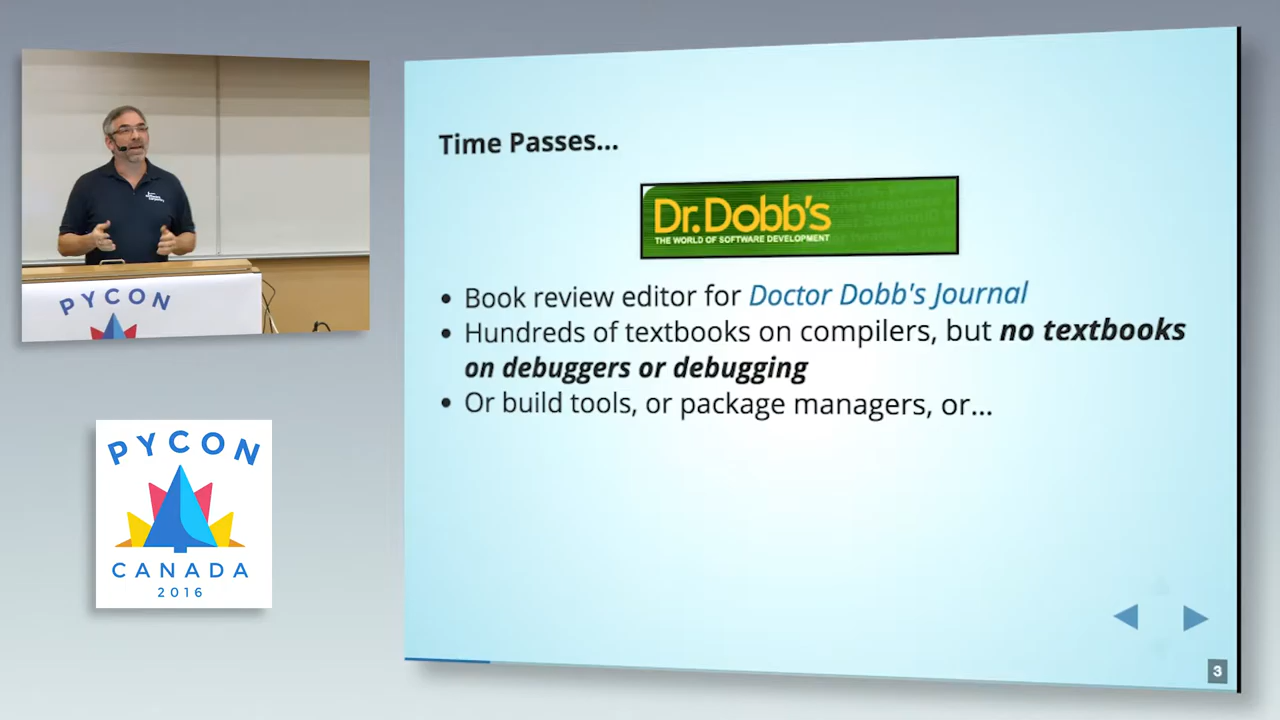 Time Passes...
Dr.Dobb's
THE WORLD OF SOFTWARE DEVELOPMENT
• Book review editor for Doctor Dobb's Journal
• Hundreds of textbooks on compilers, but no textbooks
on debuggers or debugging
• Or build tools, or package managers, or...
3
PYCON
PYCON
CANADA
2016